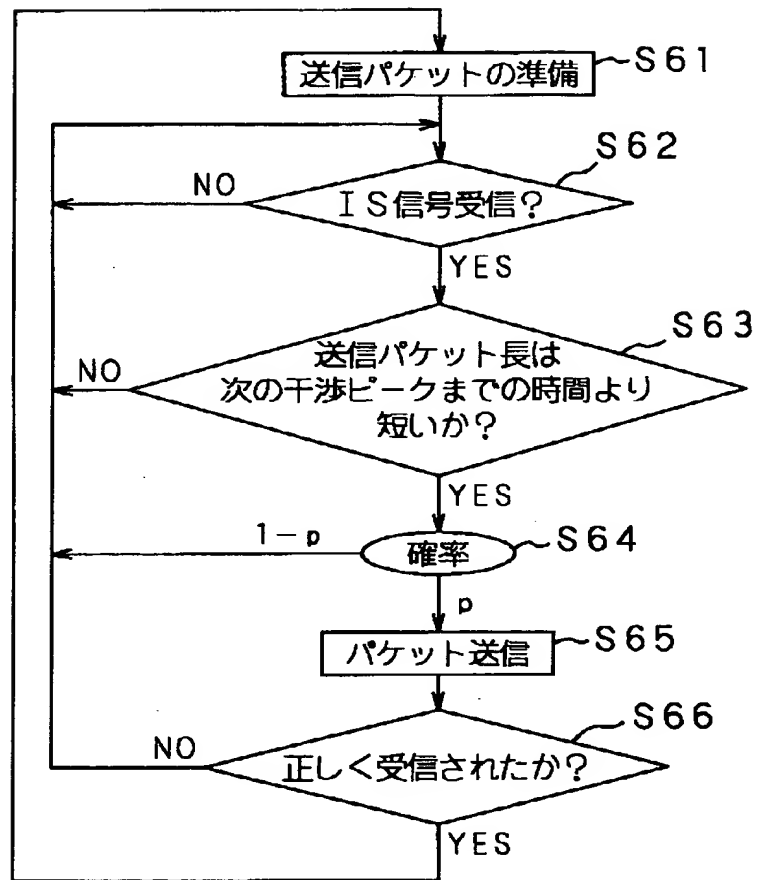 送信パケットの準備
S61
S62
IS信号受信?
NO
YES
S63
送信パケット長は
次の干渉ピークまでの時間より
短いか?
NO
YES
確率
S64
1-p
p
パケット送信
S65
S66
正しく受信されたか?
NO
YES